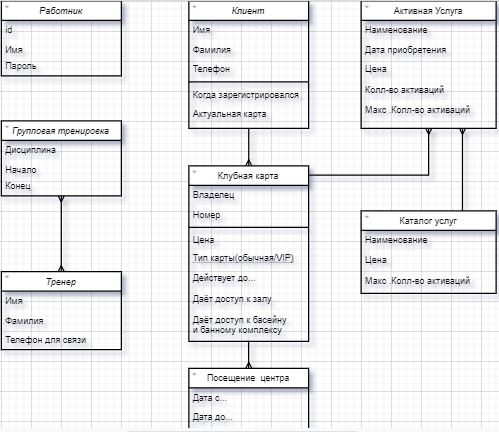 Работник
id
Имя
Пароль
Групповая тренировка
Дисциплина
Начало
Конец
Тренер
Имя
Фамилия
Телефон для связи
Клиент
Имя
Фамилия
Телефон
Когда зарегистрировался
Актуальная карта
Клубная карта
Владелец
Номер
Цена
Тип карты(обычная/VIP)
Действует до...
Даёт доступ к залу
Даёт доступ к басейну
и банному комплексу
Посещение центра
Дата с...
Дата до...
Активная Услуга
Наименование
Дата приобретения
Цена
Колл-во активаций
Макс .Колл-во активаций
Каталог услуг
Наименование
Цена
Макс .Колл-во активаций